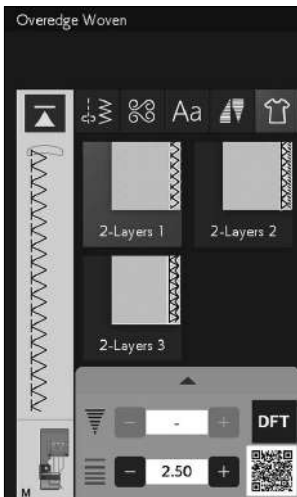 Overedge Woven
Aa
2-Layers 1
2-Layers 2
2-Layers 3
- - +
DFT
- 2.50 +
M